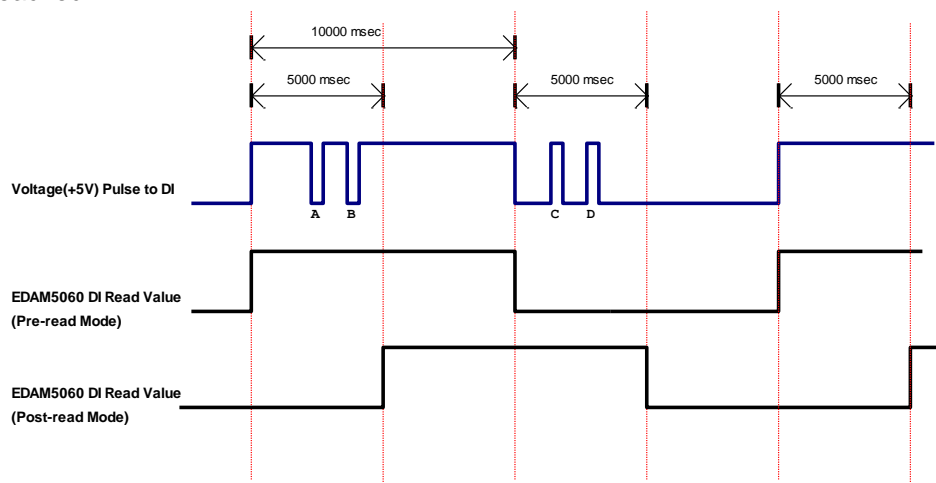 10000 msec
5000 msec
5000 msec
5000 msec
Voltage(+5V) Pulse to DI
A
B
C
D
EDAM5060 DI Read Value
(Pre-read Mode)
EDAM5060 DI Read Value
(Post-read Mode)